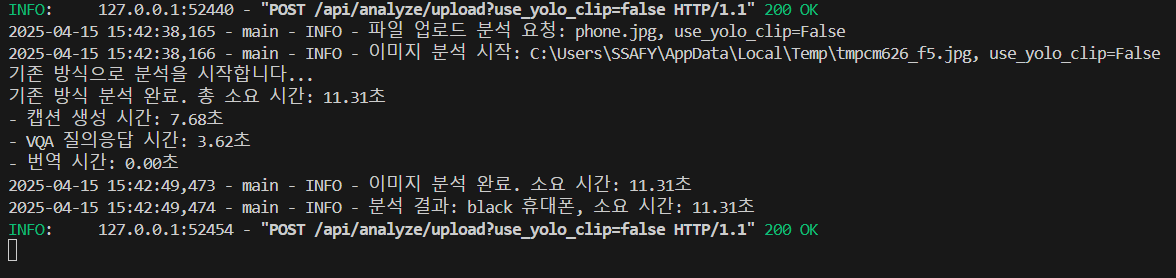 INFO:     127.0.0.1:52440 - "POST /api/analyze/upload?use_yolo_clip=false HTTP/1.1" 200 OK
2025-04-15 15:42:38,165 - main - INFO - 파일 업로드 분석 요청: phone.jpg, use_yolo_clip=False
2025-04-15 15:42:38,166 - main - INFO - 이미지 분석 시작: C:\Users\SSAFY\AppData\Local\Temp\tmpcm626_f5.jpg, use_yolo_clip=False
기존 방식으로 분석을 시작합니다...
기존 방식 분석 완료. 총 소요 시간: 11.31초
- 캡션 생성 시간: 7.68초
- VQA 질의응답 시간: 3.62초
- 번역 시간: 0.00초
2025-04-15 15:42:49,473 - main - INFO - 이미지 분석 완료. 소요 시간: 11.31초
2025-04-15 15:42:49,474 - main - INFO - 분석 결과: black 휴대폰, 소요 시간: 11.31초
INFO:     127.0.0.1:52454 - "POST /api/analyze/upload?use_yolo_clip=false HTTP/1.1" 200 OK